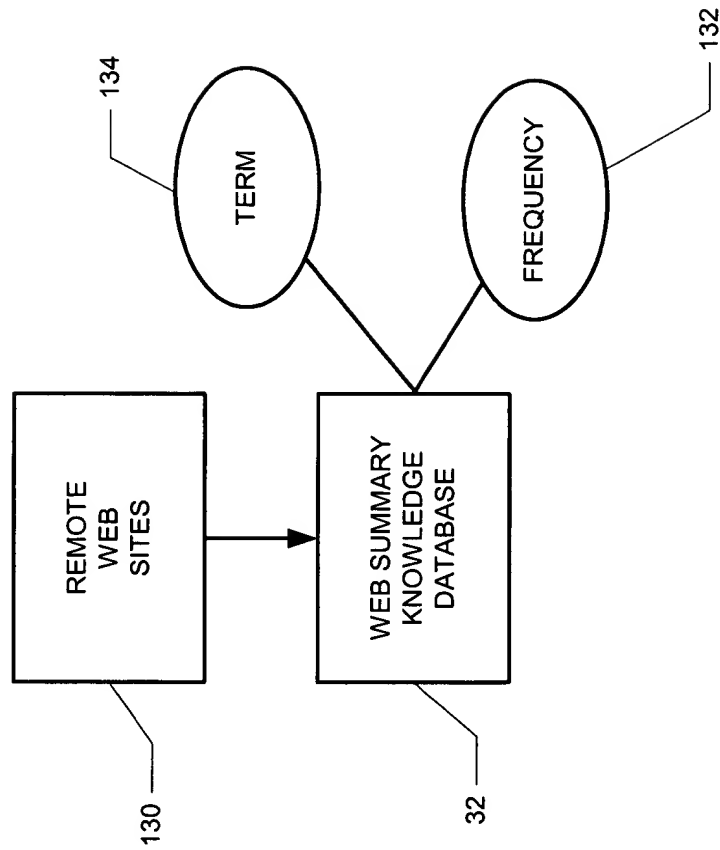 130
REMOTE
WEB
SITES
32
WEB SUMMARY
KNOWLEDGE
DATABASE
TERM
134
FREQUENCY
132